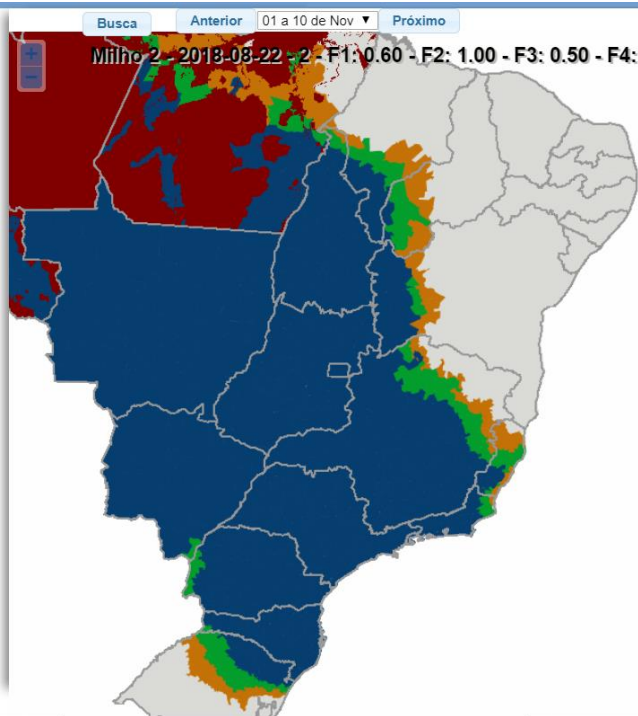 Busca Anterior 01 a 10 de Nov ▼ Próximo
+
Milho 2 - 2018-08-22 - 2 - F1: 0.60 - F2: 1.00 - F3: 0.50 - F4:
−